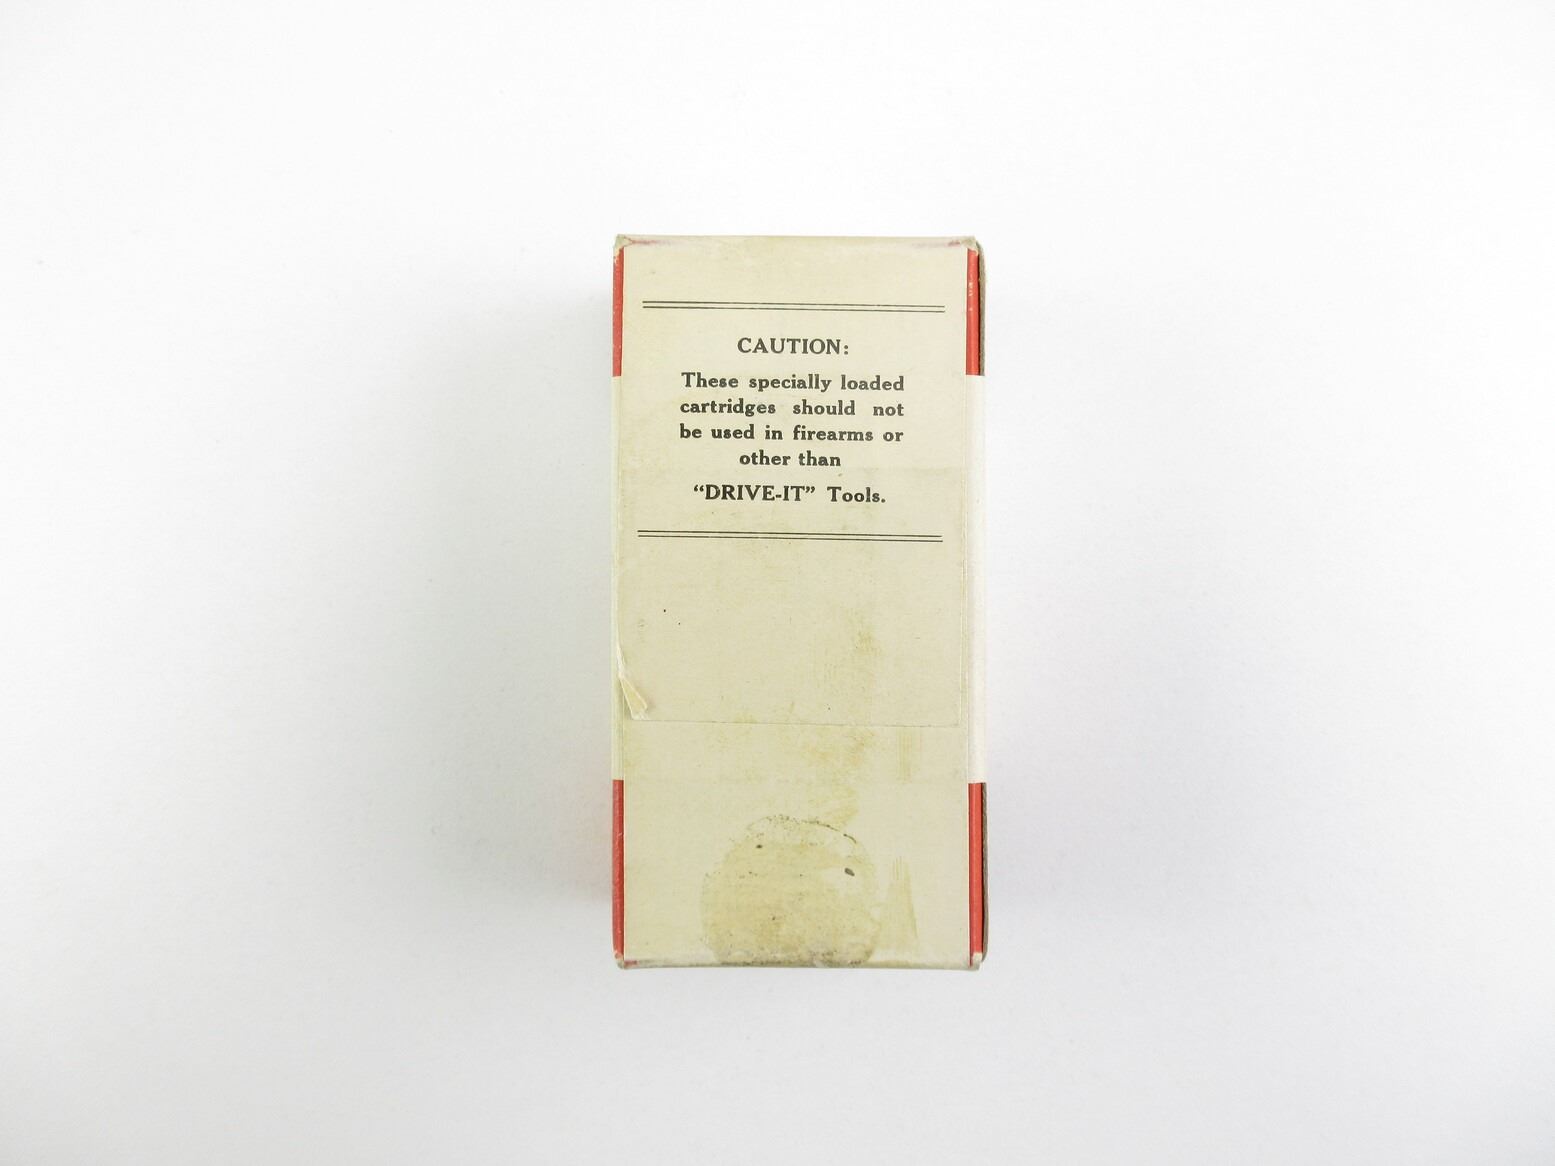 CAUTION:
These specially loaded
cartridges should not
be used in firearms or
other than
“DRIVE-IT” Tools.